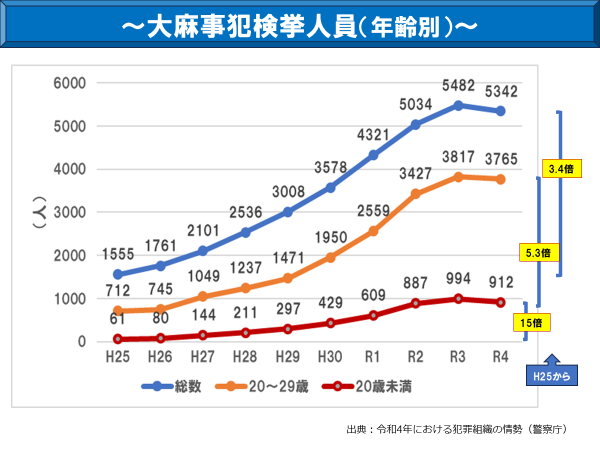 ～大麻事犯検挙人員（年齢別）～
6000
5000
4000
3000
2000
1000
0
（人）
1555 1761 2101 2536 3008 3578 4321 5034 5482 5342
712 745 1049 1237 1471 1950 2559 3427 3817 3765
61 80 144 211 297 429 609 887 994 912
H25 H26 H27 H28 H29 H30 R1 R2 R3 R4
総数 20～29歳 20歳未満
3.4倍
5.3倍
15倍
H25から
出典：令和4年における犯罪組織の情勢（警察庁）